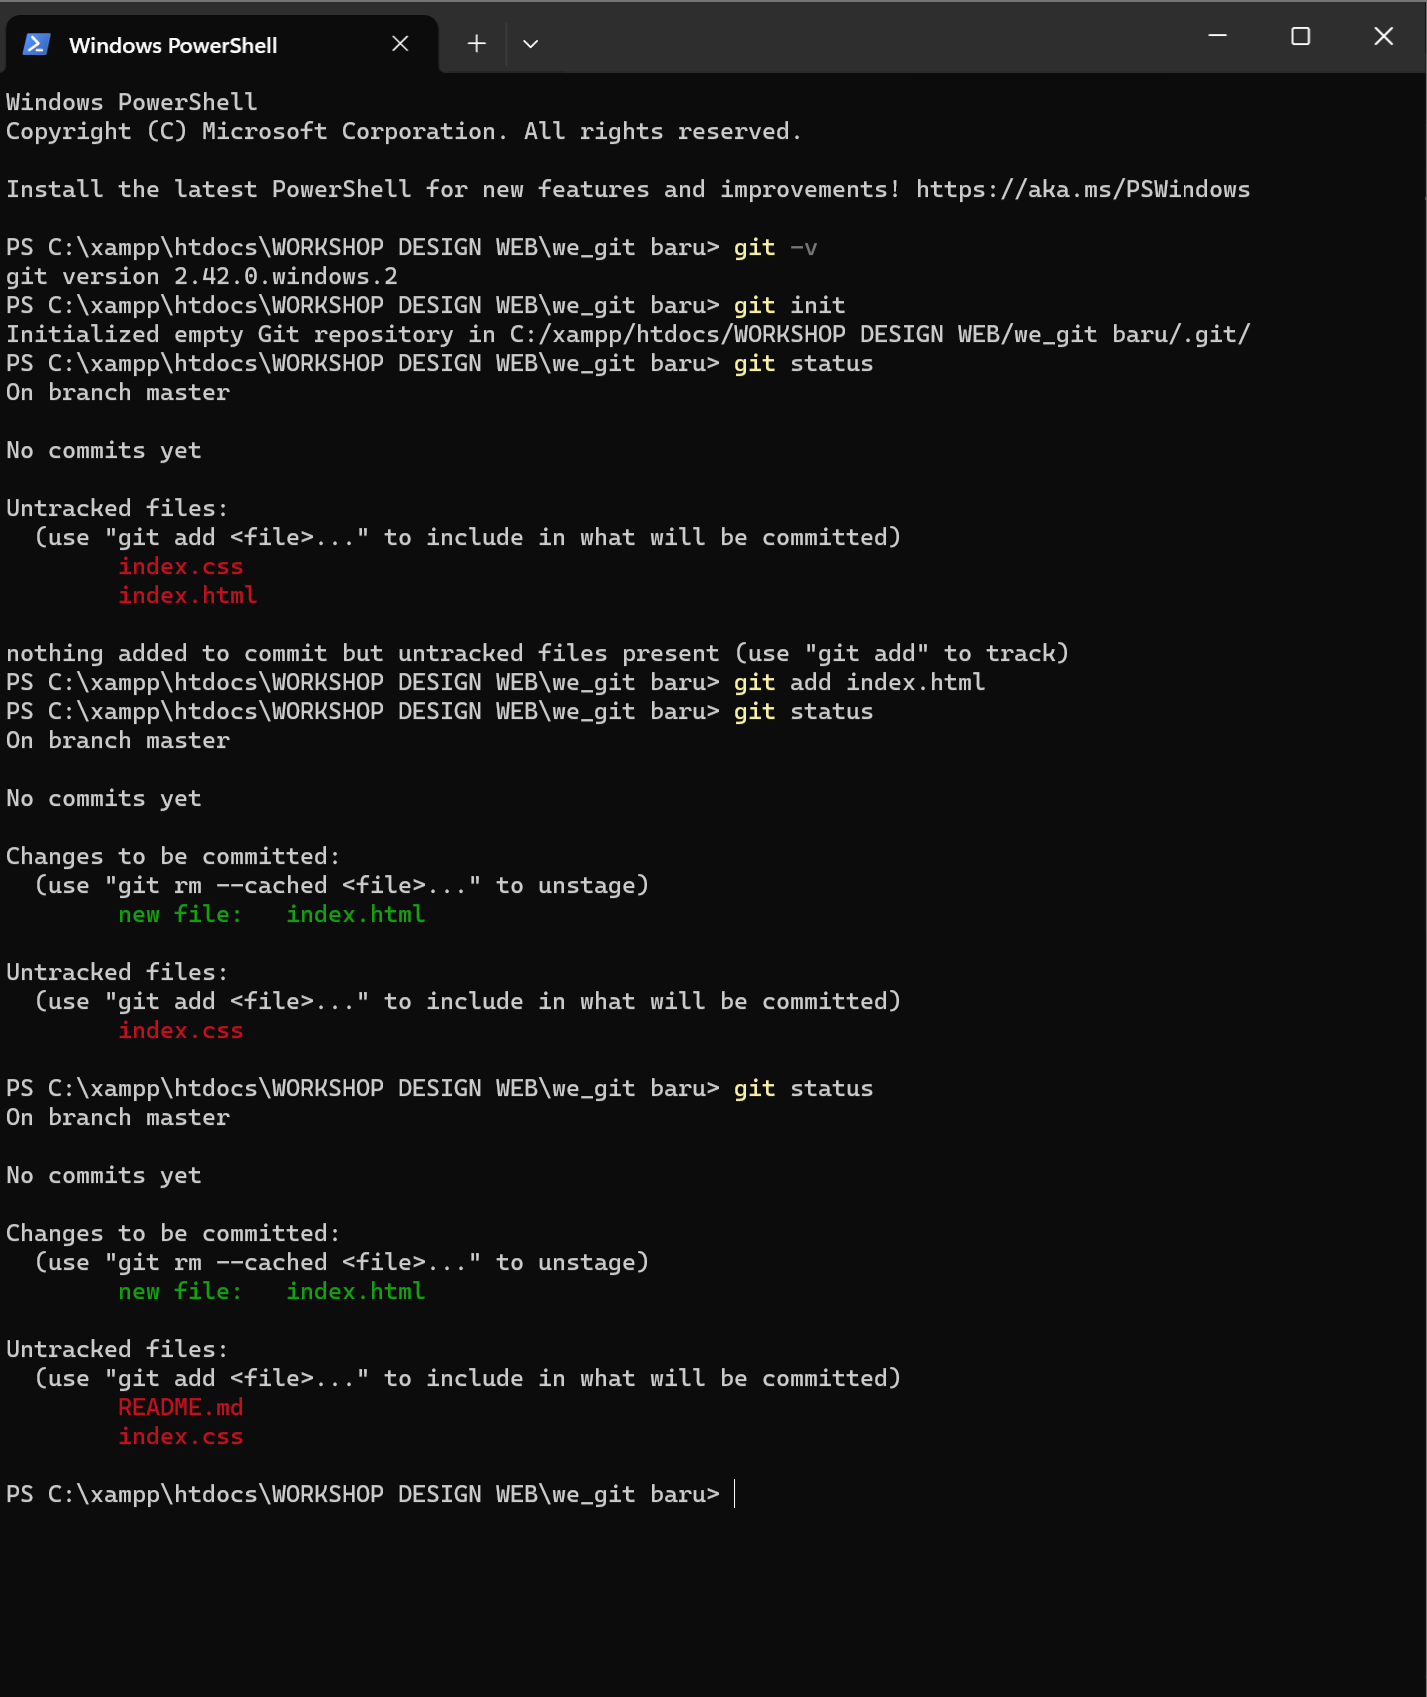 Windows PowerShell
Windows PowerShell
Copyright (C) Microsoft Corporation. All rights reserved.
Install the latest PowerShell for new features and improvements! https://aka.ms/PSWindows
PS C:\xampp\htdocs\WORKSHOP DESIGN WEB\we_git baru> git -v
git version 2.42.0.windows.2
PS C:\xampp\htdocs\WORKSHOP DESIGN WEB\we_git baru> git init
Initialized empty Git repository in C:/xampp/htdocs/WORKSHOP DESIGN WEB/we_git baru/.git/
PS C:\xampp\htdocs\WORKSHOP DESIGN WEB\we_git baru> git status
On branch master
No commits yet
Untracked files:
  (use "git add <file>..." to include in what will be committed)
        index.css
        index.html
nothing added to commit but untracked files present (use "git add" to track)
PS C:\xampp\htdocs\WORKSHOP DESIGN WEB\we_git baru> git add index.html
PS C:\xampp\htdocs\WORKSHOP DESIGN WEB\we_git baru> git status
On branch master
No commits yet
Changes to be committed:
  (use "git rm --cached <file>..." to unstage)
        new file:   index.html
Untracked files:
  (use "git add <file>..." to include in what will be committed)
        index.css
PS C:\xampp\htdocs\WORKSHOP DESIGN WEB\we_git baru> git status
On branch master
No commits yet
Changes to be committed:
  (use "git rm --cached <file>..." to unstage)
        new file:   index.html
Untracked files:
  (use "git add <file>..." to include in what will be committed)
        README.md
        index.css
PS C:\xampp\htdocs\WORKSHOP DESIGN WEB\we_git baru>